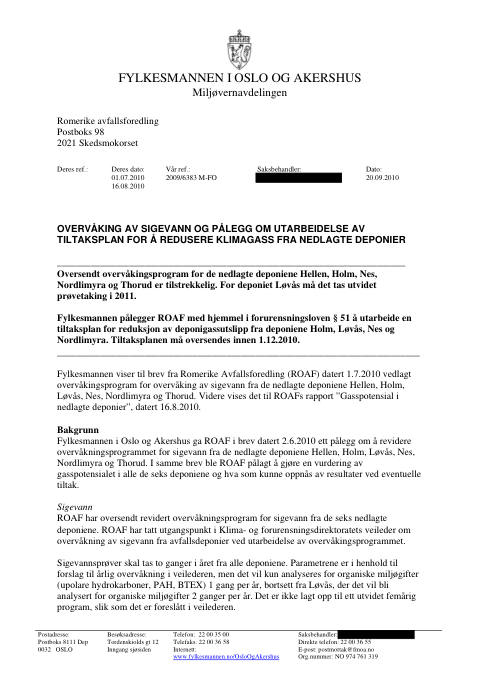 FYLKESMANNEN I OSLO OG AKERSHUS
Miljøvernavdelingen
Romerike avfallsforedling
Postboks 98
2021 Skedsmokorset
Deres ref.: Deres dato: Vår ref.: Saksbehandler: Dato:
01.07.2010 2009/6383 M-FO 20.09.2010
16.08.2010
OVERVÅKING AV SIGEVANN OG PÅLEGG OM UTARBEIDELSE AV
TILTAKSPLAN FOR Å REDUSERE KLIMAGASS FRA NEDLAGTE DEPONIER
Oversendt overvåkingsprogram for de nedlagte deponiene Hellen, Holm, Nes,
Nordlimyra og Thorud er tilstrekkelig. For deponiet Løvås må det tas utvidet
prøvetaking i 2011.
Fylkesmannen pålegger ROAF med hjemmel i forurensningsloven § 51 å utarbeide en
tiltaksplan for reduksjon av deponigassutslipp fra deponiene Holm, Løvås, Nes og
Nordlimyra. Tiltaksplanen må oversendes innen 1.12.2010.
Fylkesmannen viser til brev fra Romerike Avfallsforedling (ROAF) datert 1.7.2010 vedlagt
overvåkingsprogram for overvåking av sigevann fra de nedlagte deponiene Hellen, Holm,
Løvås, Nes, Nordlimyra og Thorud. Videre vises det til ROAFs rapport "Gasspotensial i
nedlagte deponier", datert 16.8.2010.
Bakgrunn
Fylkesmannen i Oslo og Akershus ga ROAF i brev datert 2.6.2010 ett pålegg om å revidere
overvåkingsprogrammet for sigevann fra de nedlagte deponiene Hellen, Holm, Løvås, Nes,
Nordlimyra og Thorud. I samme brev ble ROAF pålagt å gjøre en vurdering av
gasspotensialet i alle de seks deponiene og hva som kunne oppnås av resultater ved eventuelle
tiltak.
Sigevann
ROAF har oversendt revidert overvåkingsprogram for sigevann fra de seks nedlagte
deponiene. ROAF har tatt utgangspunkt i Klima- og forurensningsdirektoratets veileder om
overvåking av sigevann fra avfallsdeponier ved utarbeidelse av overvåkingsprogrammet.
Sigevannsprøver skal tas to ganger i året fra alle deponiene. Parametrene er i henhold til
forslag til årlig overvåkning i veilederen, men det vil kun analyseres for organiske miljøgifter
(upolare hydrokarboner, PAH, BTEX) 1 gang per år, bortsett fra Løvås, der det vil bli
analysert for organiske miljøgifter 2 ganger per år. Det er ikke lagt opp til ett utvidet femårig
program, slik som det er foreslått i veilederen.
Postadresse: Besøksadresse: Telefon: 22 00 35 00 Saksbehandler:
Postboks 8111 Dep Tordenskiolds gt 12 Telefaks: 22 00 36 58 Direkte telefon: 22 00 36 55
0032 OSLO Inngang sjøsiden Internett: E-post: postmottak@fmoa.no
www.fylkesmannen.no/OsloOgAkershus Org.nummer: NO 974 761 319